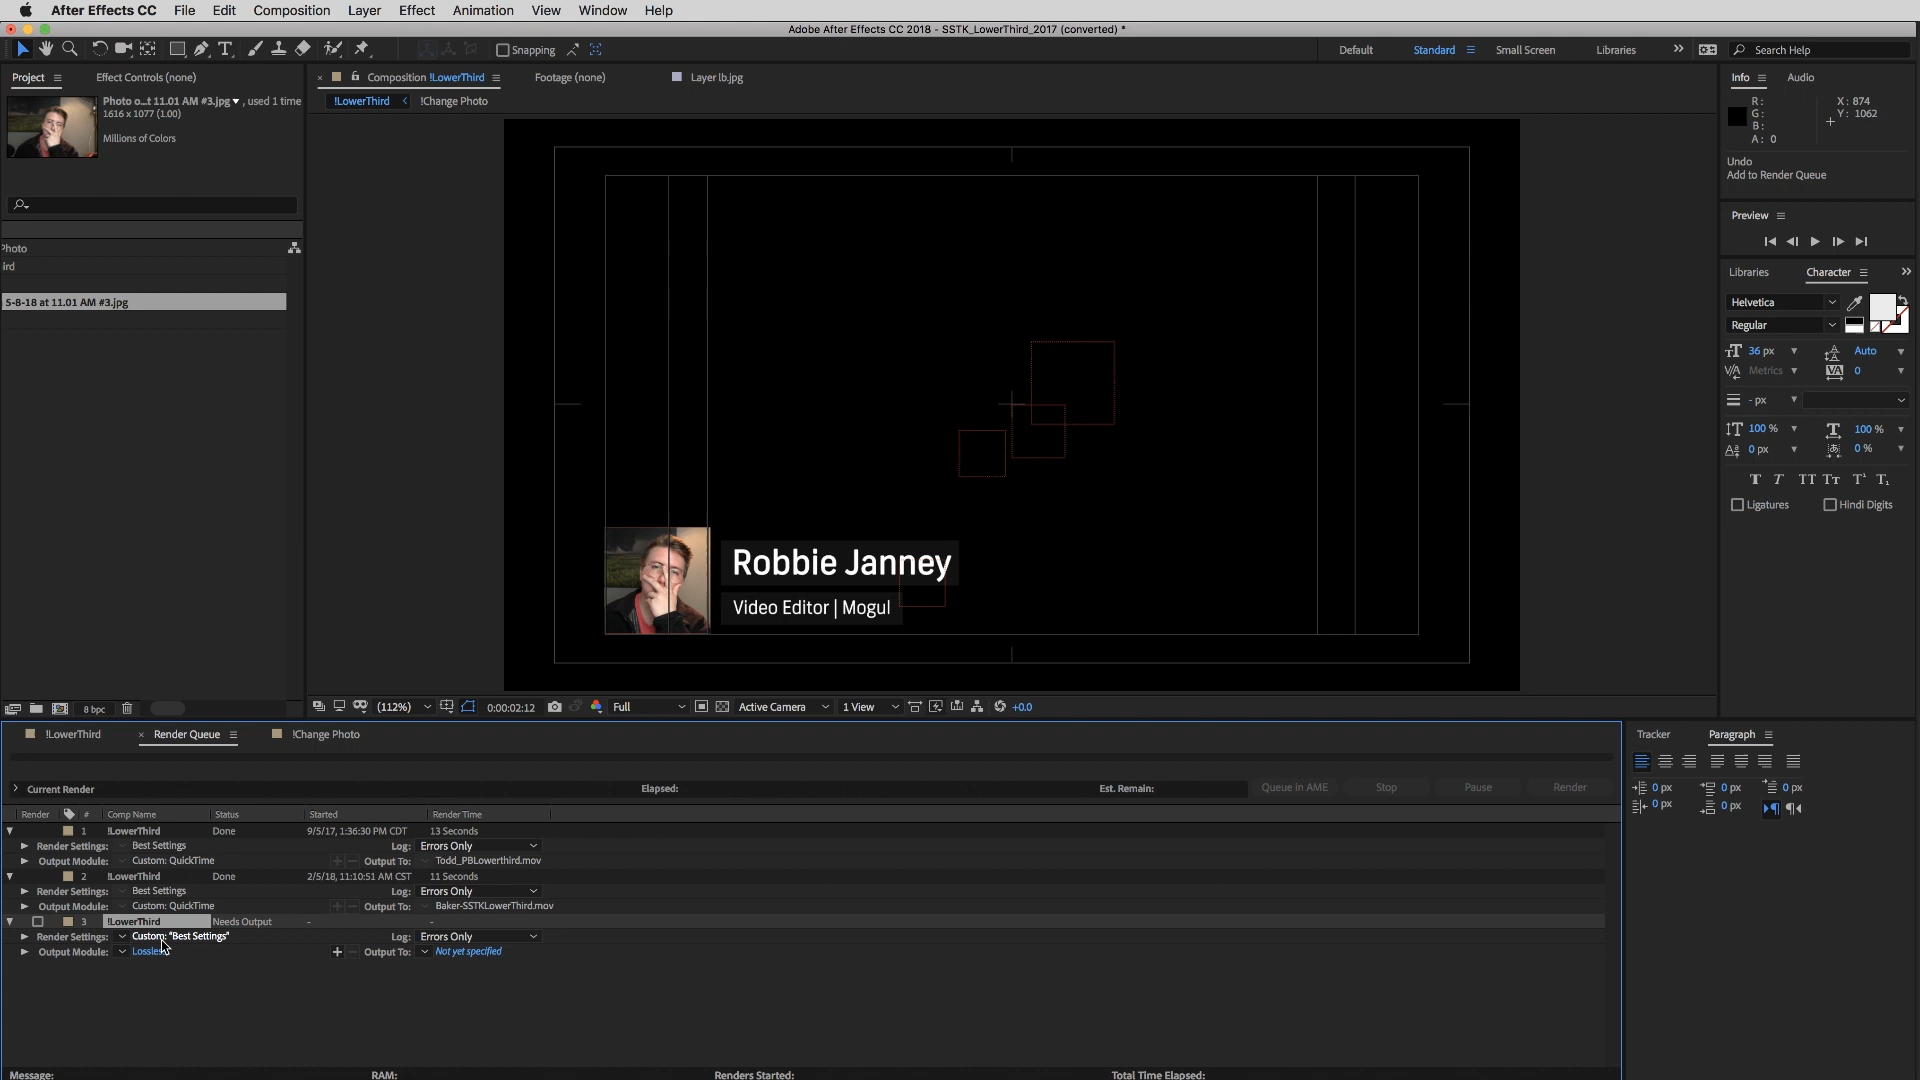 After Effects CC File Edit Composition Layer Effect Animation View Window Help
Adobe After Effects CC 2018 - SSTK_LowerThird_2017 (converted) *
Snapping
Default Standard Small Screen Libraries Search Help
Project Effect Controls (none) Composition !LowerThird Footage (none) Layer lb.jpg
!LowerThird !Change Photo
Photo o...t 11.01 AM #3.jpg , used 1 time
1616 x 1077 (1.00)
Millions of Colors
Photo
ird
5-8-18 at 11.01 AM #3.jpg
8 bpc
Robbie Janney
Video Editor | Mogul
(112%) 0:00:02:12 Full Active Camera 1 View +0.0
Info Audio
R: X: 874
G: Y: 1062
B:
A: 0
Undo
Add to Render Queue
Preview
Libraries Character
Helvetica
Regular
36 px Auto
Metrics 0
- px
100 % 100 %
0 px 0 %
T T TT Tt T¹ T₁
Ligatures Hindi Digits
!LowerThird Render Queue !Change Photo
Current Render Elapsed: Est. Remain: Queue in AME Stop Pause Render
Render # Comp Name Status Started Render Time
1 !LowerThird Done 9/5/17, 1:36:30 PM CDT 13 Seconds
Render Settings: Best Settings Log: Errors Only
Output Module: Custom: QuickTime + – Output To: Todd_PBLowerthird.mov
2 !LowerThird Done 2/5/18, 11:10:51 AM CST 11 Seconds
Render Settings: Best Settings Log: Errors Only
Output Module: Custom: QuickTime + – Output To: Baker-SSTKLowerThird.mov
3 !LowerThird Needs Output - -
Render Settings: Custom: "Best Settings" Log: Errors Only
Output Module: Lossle + – Output To: Not yet specified
Message: RAM: Renders Started: Total Time Elapsed:
Tracker Paragraph
0 px 0 px 0 px
0 px 0 px